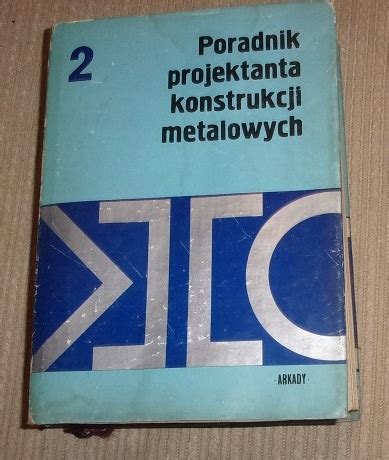 2
Poradnik
projektanta
konstrukcji
metalowych
·ARKADY·